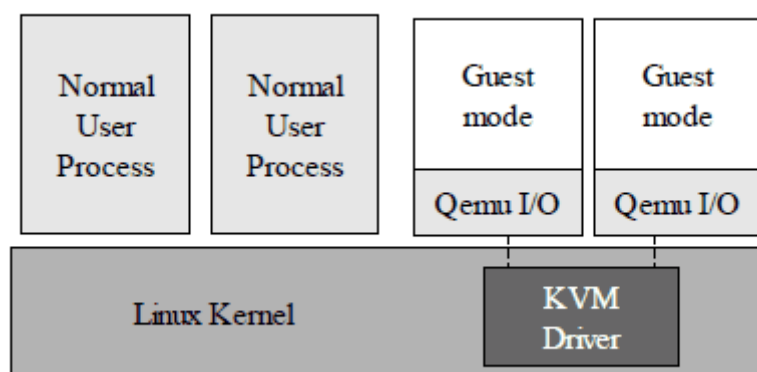 Normal
User
Process
Normal
User
Process
Guest
mode
Guest
mode
Qemu I/O
Qemu I/O
Linux Kernel
KVM
Driver